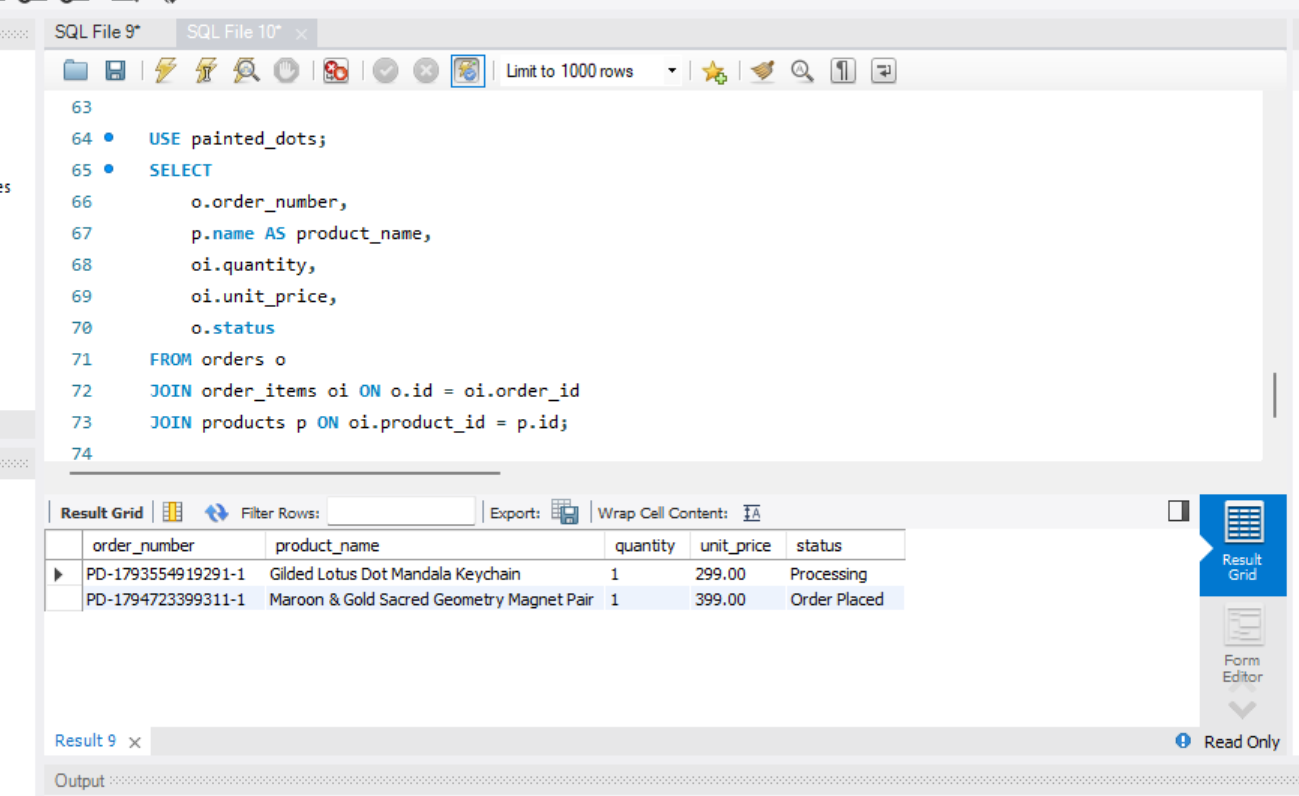 SQL File 9*    SQL File 10*
Limit to 1000 rows
63
64 USE painted_dots;
65 SELECT
es
66 o.order_number,
67 p.name AS product_name,
68 oi.quantity,
69 oi.unit_price,
70 o.status
71 FROM orders o
72 JOIN order_items oi ON o.id = oi.order_id
73 JOIN products p ON oi.product_id = p.id;
74
Result Grid    Filter Rows:    Export:    Wrap Cell Content: IA
order_number    product_name    quantity    unit_price    status
PD-1793554919291-1    Gilded Lotus Dot Mandala Keychain    1    299.00    Processing
PD-1794723399311-1    Maroon & Gold Sacred Geometry Magnet Pair    1    399.00    Order Placed
Result
Grid
Form
Editor
Result 9    Read Only
Output